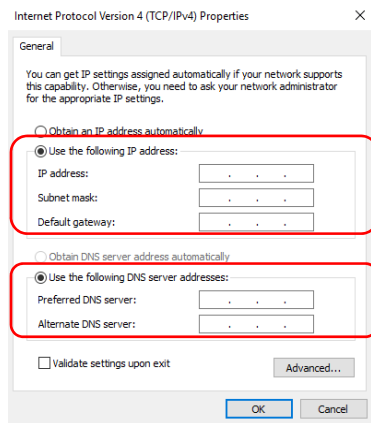 Internet Protocol Version 4 (TCP/IPv4) Properties
General
You can get IP settings assigned automatically if your network supports
this capability. Otherwise, you need to ask your network administrator
for the appropriate IP settings.
Obtain an IP address automatically
Use the following IP address:
IP address:
Subnet mask:
Default gateway:
Obtain DNS server address automatically
Use the following DNS server addresses:
Preferred DNS server:
Alternate DNS server:
Validate settings upon exit
Advanced...
OK Cancel